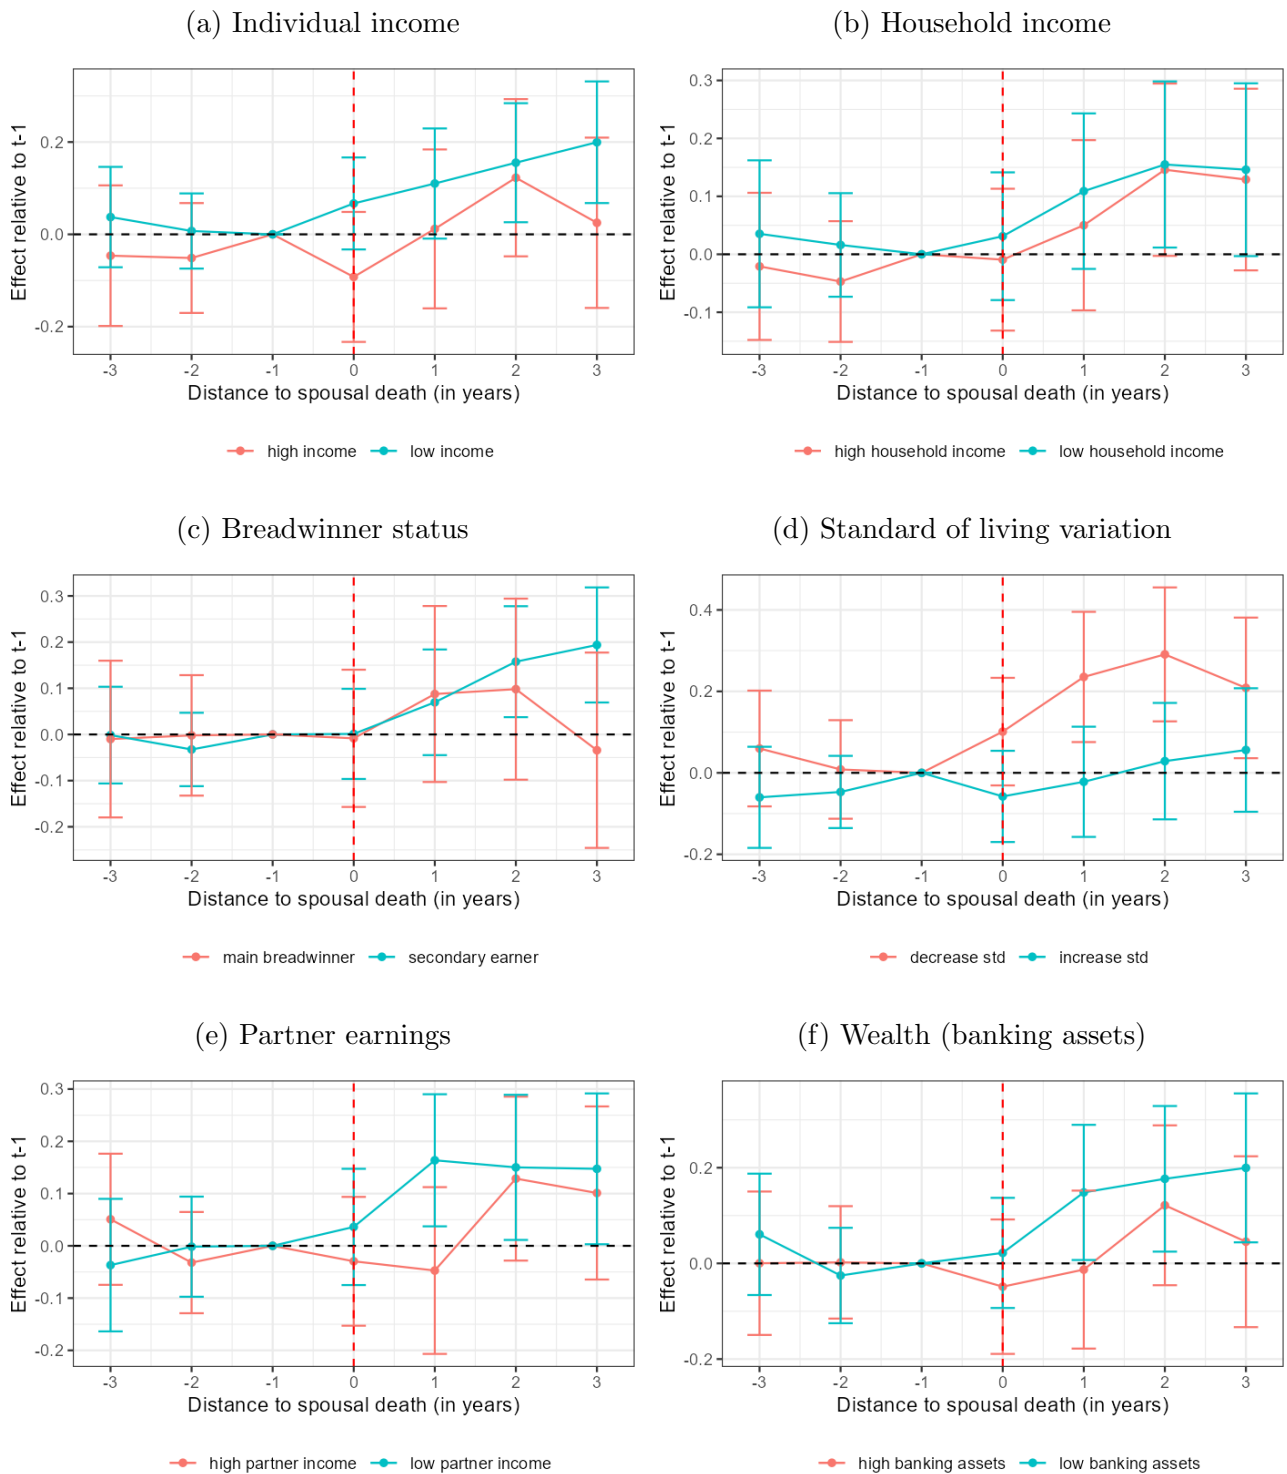 (a) Individual income
Effect relative to t-1
0.2
0.0
-0.2
-3 -2 -1 0 1 2 3
Distance to spousal death (in years)
high income low income
(b) Household income
Effect relative to t-1
0.3
0.2
0.1
0.0
-0.1
-3 -2 -1 0 1 2 3
Distance to spousal death (in years)
high household income low household income
(c) Breadwinner status
Effect relative to t-1
0.3
0.2
0.1
0.0
-0.1
-0.2
-3 -2 -1 0 1 2 3
Distance to spousal death (in years)
main breadwinner secondary earner
(d) Standard of living variation
Effect relative to t-1
0.4
0.2
0.0
-0.2
-3 -2 -1 0 1 2 3
Distance to spousal death (in years)
decrease std increase std
(e) Partner earnings
Effect relative to t-1
0.3
0.2
0.1
0.0
-0.1
-0.2
-3 -2 -1 0 1 2 3
Distance to spousal death (in years)
high partner income low partner income
(f) Wealth (banking assets)
Effect relative to t-1
0.2
0.0
-0.2
-3 -2 -1 0 1 2 3
Distance to spousal death (in years)
high banking assets low banking assets